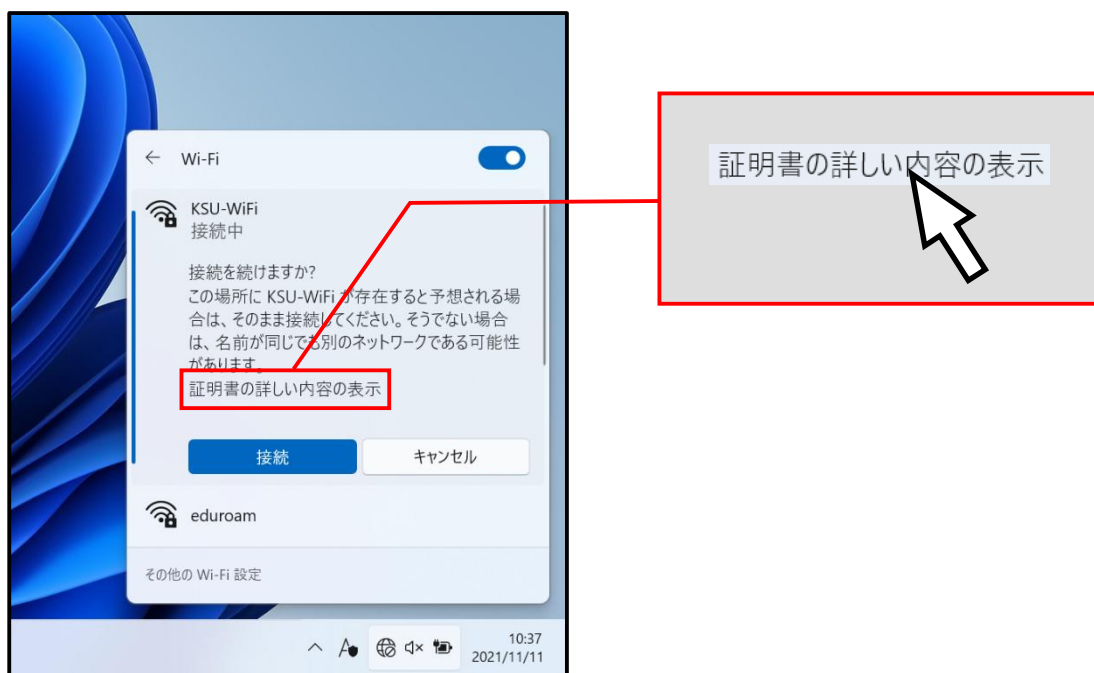 Wi-Fi
KSU-WiFi
接続中
接続を続けますか?
この場所に KSU-WiFi が存在すると予想される場
合は、そのまま接続してください。そうでない場合
は、名前が同じでも別のネットワークである可能性
があります。
証明書の詳しい内容の表示
接続
キャンセル
eduroam
その他の Wi-Fi 設定
10:37
2021/11/11
証明書の詳しい内容の表示